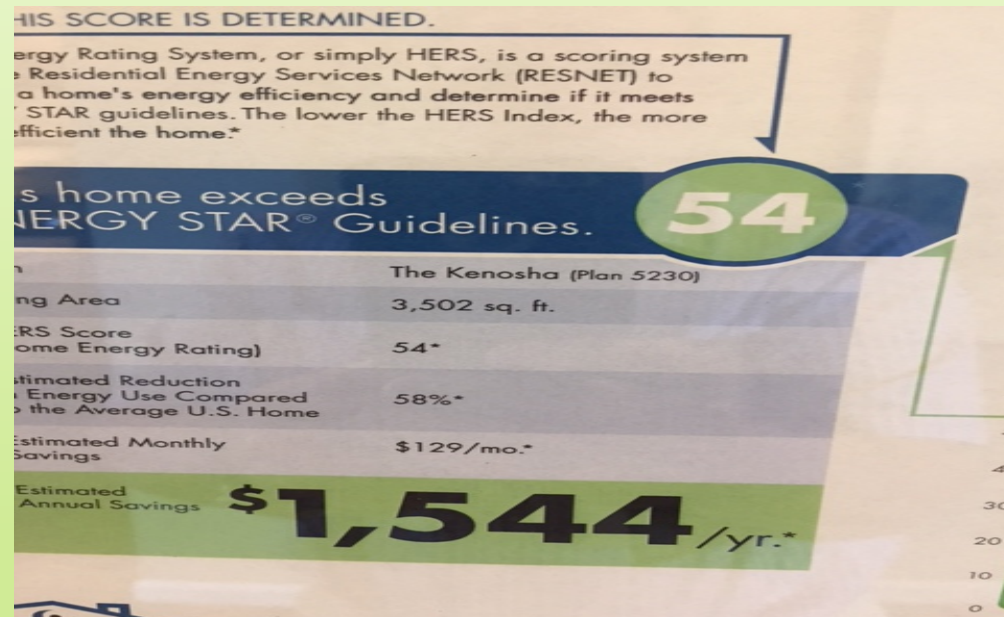 HIS SCORE IS DETERMINED.
ergy Rating System, or simply HERS, is a scoring system
Residential Energy Services Network (RESNET) to
a home's energy efficiency and determine if it meets
STAR guidelines. The lower the HERS Index, the more
efficient the home.*
s home exceeds
NERGY STAR® Guidelines.
54
The Kenosha (Plan 5230)
ng Area 3,502 sq. ft.
ERS Score
ome Energy Rating) 54*
stimated Reduction
Energy Use Compared 58%*
the Average U.S. Home
Estimated Monthly
Savings $129/mo.*
Estimated
Annual Savings $1,544/yr.*
30
20
10
0